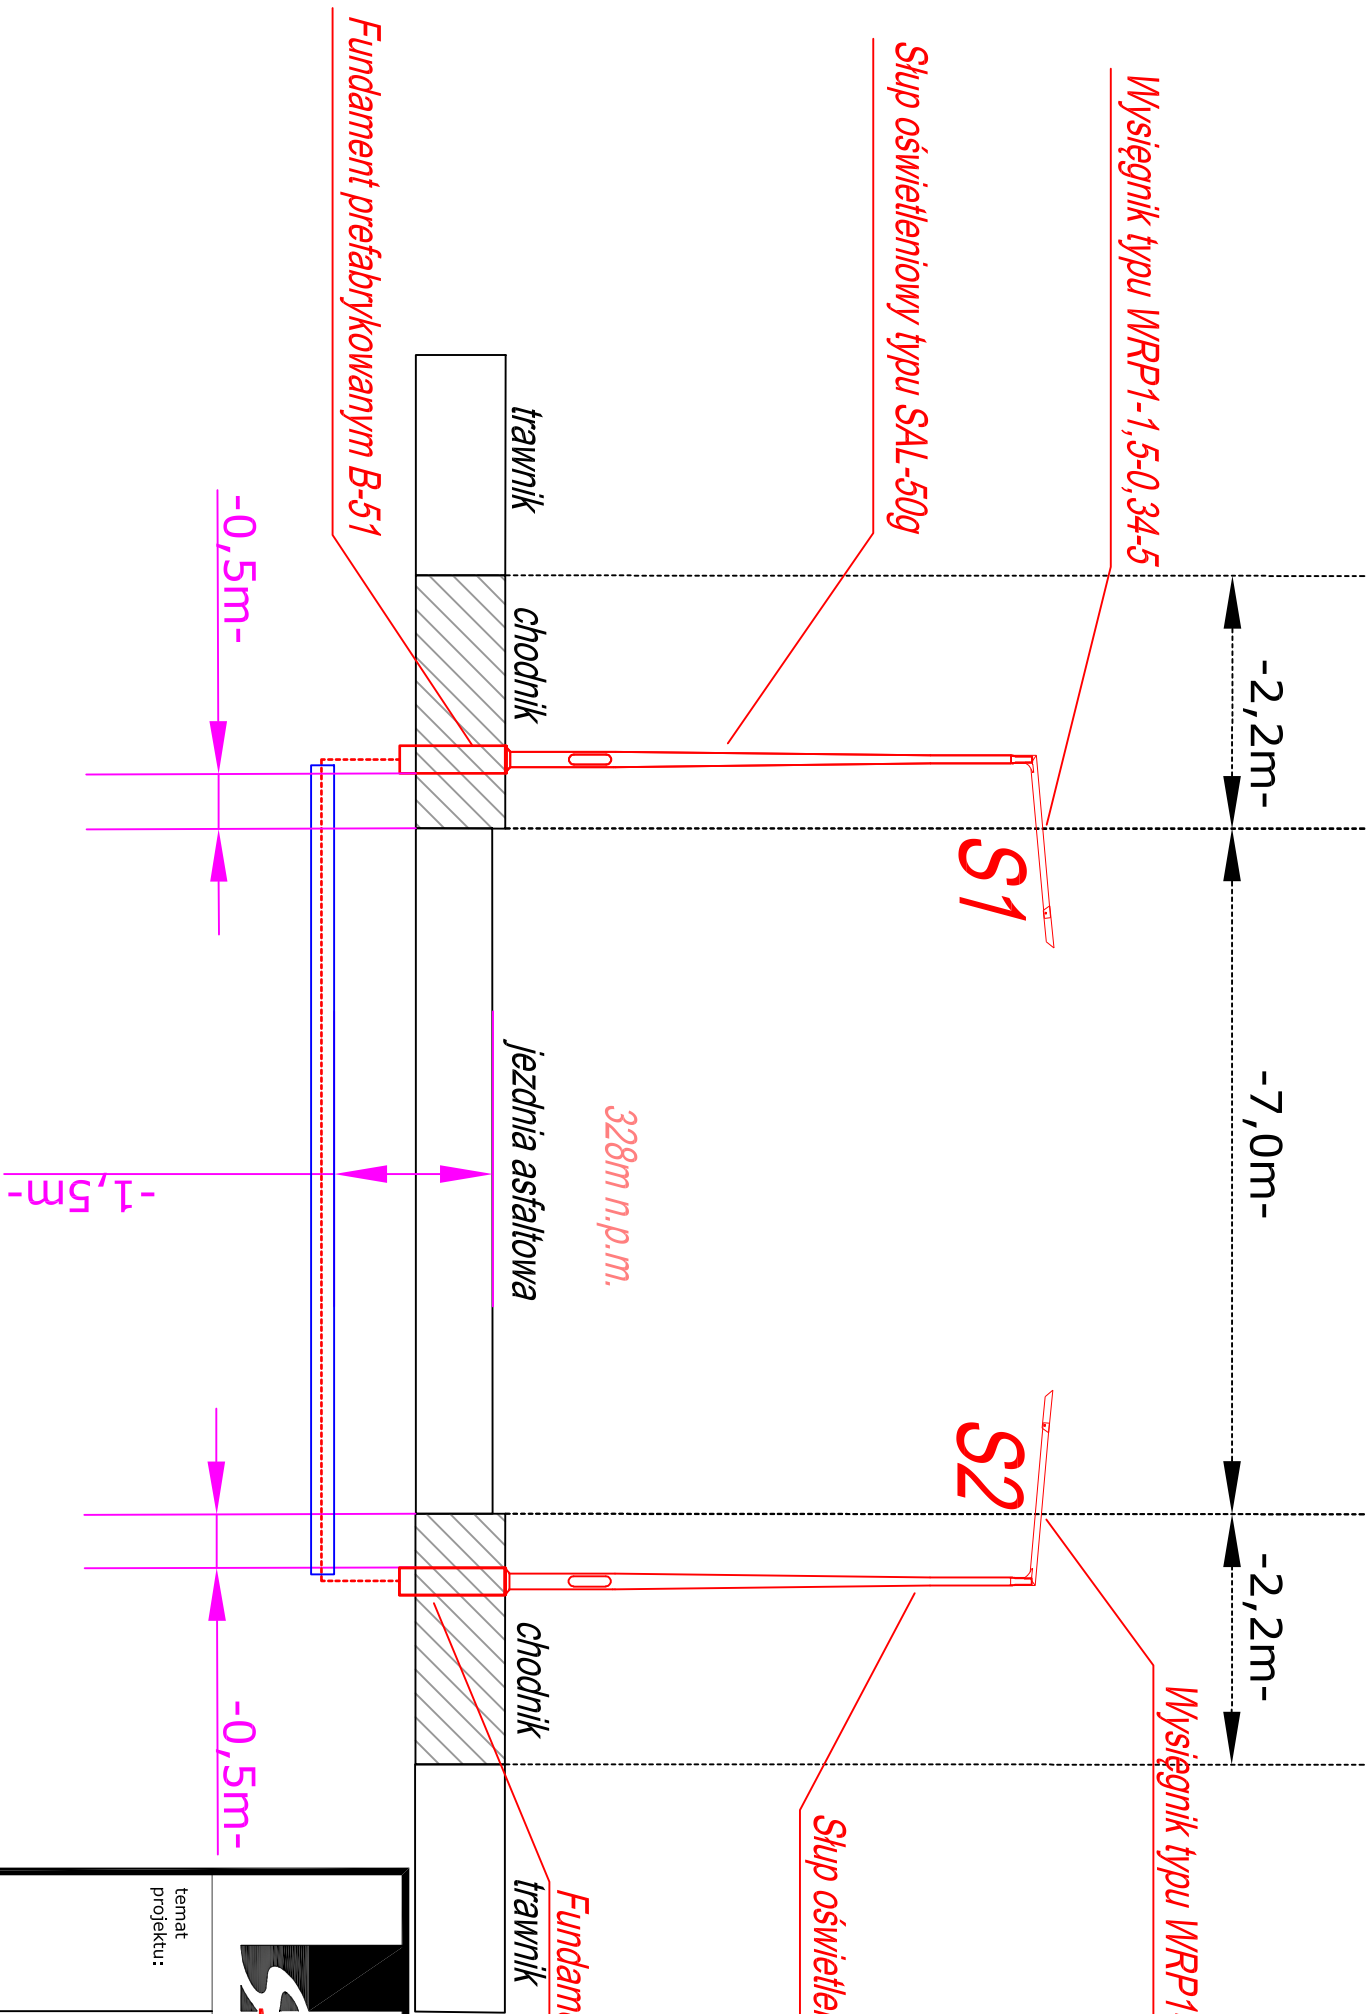 -2,2m-
-7,0m-
-2,2m-
Wysięgnik typu WRP1-1,5-0,34-5
Wysięgnik typu WRP1
S1
S2
Słup oświetleniowy typu SAL-50g
Słup oświetle
328m n.p.m.
trawnik
chodnik
jezdnia asfaltowa
chodnik
trawnik
Fundament prefabrykowanym B-51
Fundam
-0,5m-
-1,5m-
-0,5m-
temat
projektu: